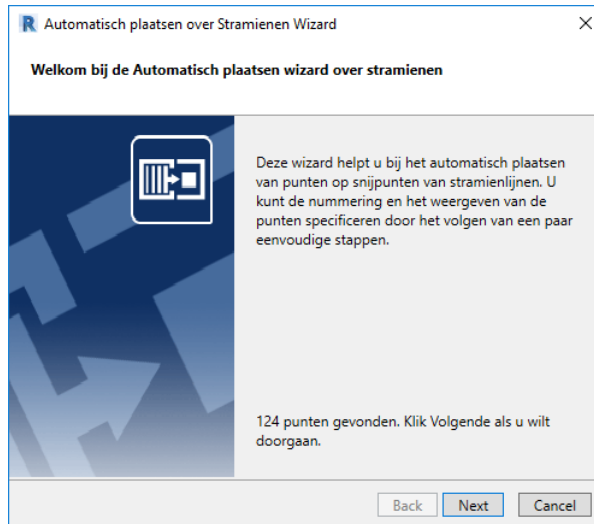 Automatisch plaatsen over Stramienen Wizard
Welkom bij de Automatisch plaatsen wizard over stramienen
Deze wizard helpt u bij het automatisch plaatsen
van punten op snijpunten van stramienlijnen. U
kunt de nummering en het weergeven van de
punten specificeren door het volgen van een paar
eenvoudige stappen.
124 punten gevonden. Klik Volgende als u wilt
doorgaan.
Back Next Cancel